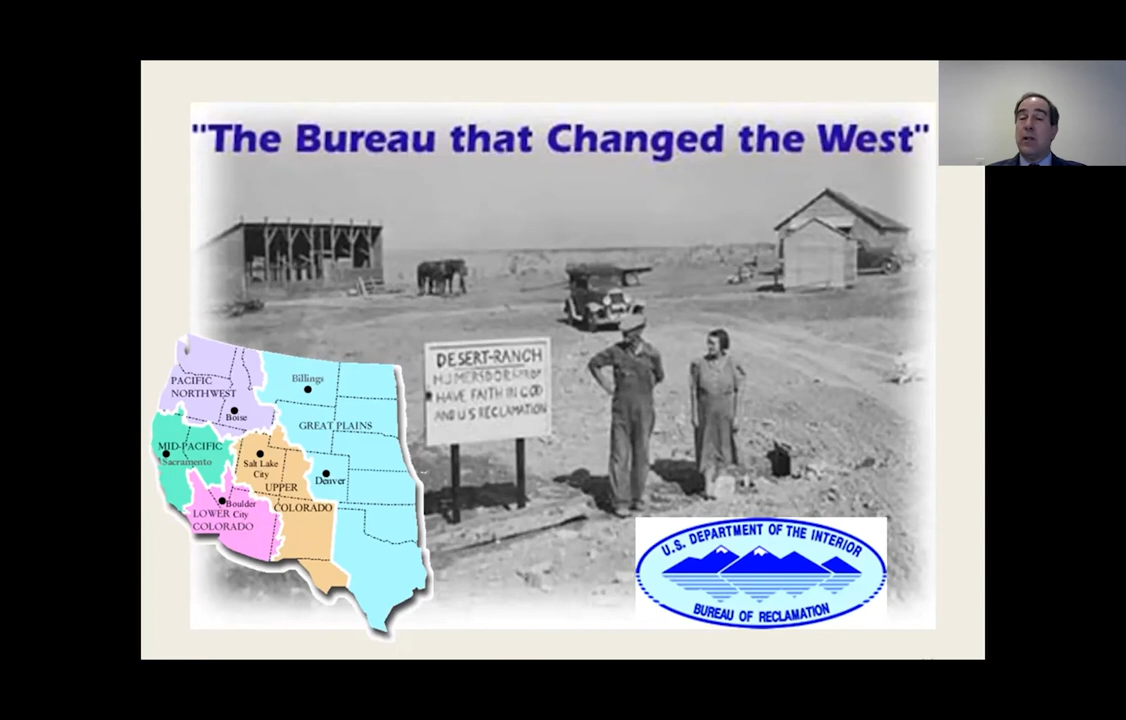 "The Bureau that Changed the West"
DESERT-RANCH
HAVE FAITH IN GOD
AND U S RECLAMATION
PACIFIC
NORTHWEST
Boise
Billings
GREAT PLAINS
MID-PACIFIC
Sacramento
Salt Lake
City
UPPER
COLORADO
Denver
Boulder
City
LOWER
COLORADO
U.S. DEPARTMENT OF THE INTERIOR
BUREAU OF RECLAMATION